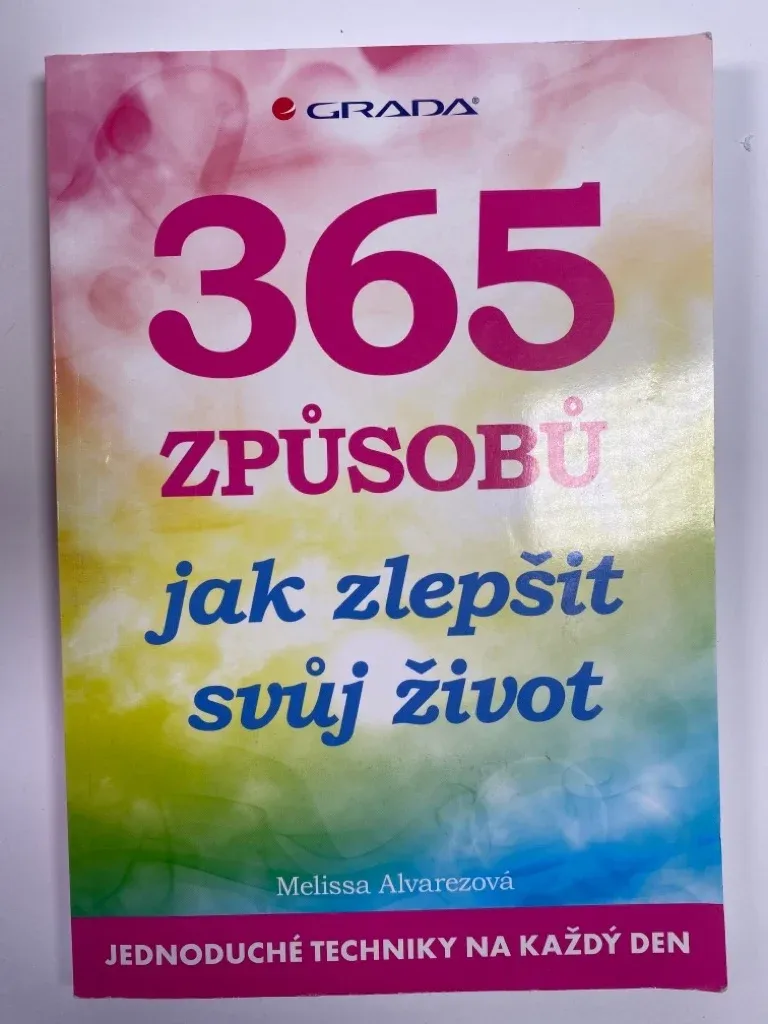 GRADA®
365
ZPŮSOBŮ
jak zlepšit
svůj život
Melissa Alvarezová
JEDNODUCHÉ TECHNIKY NA KAŽDÝ DEN